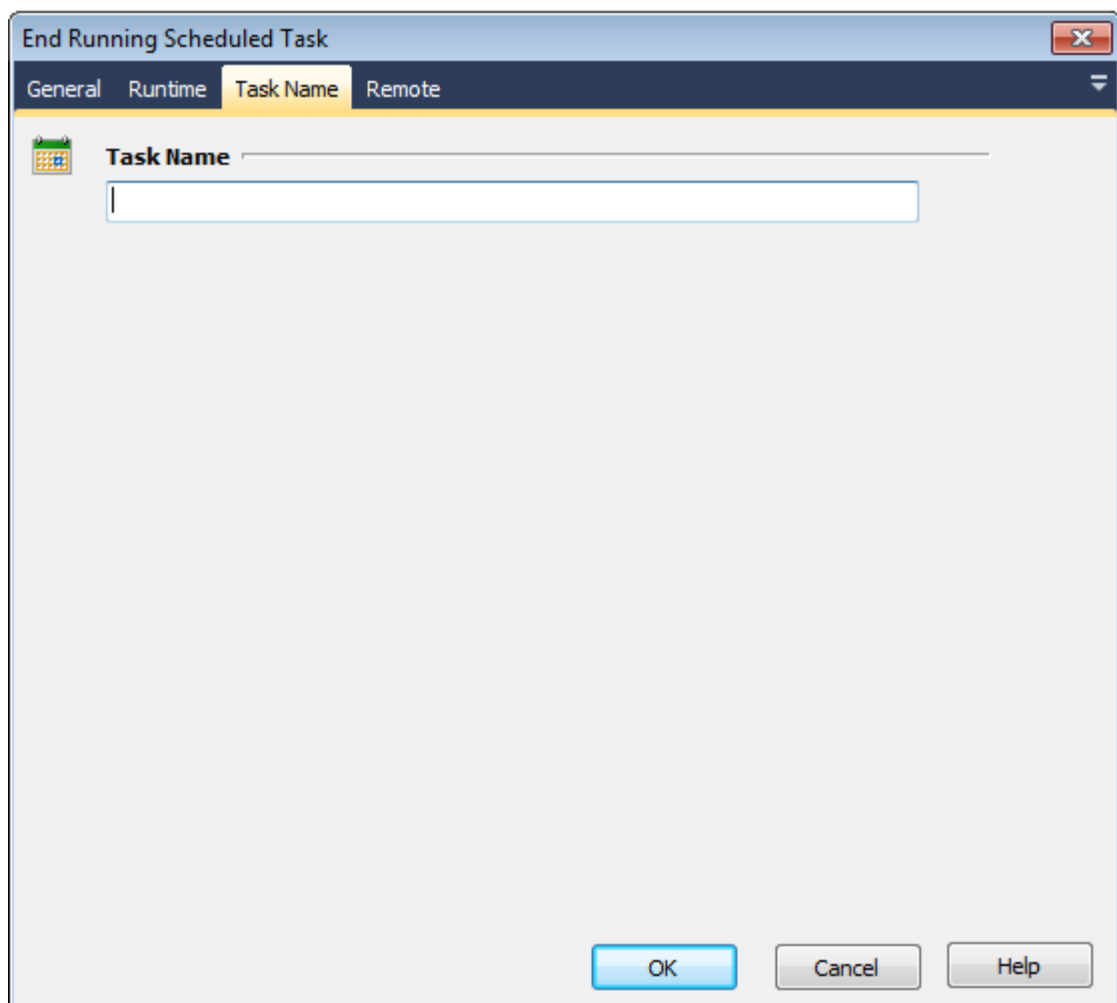 End Running Scheduled Task
General Runtime Task Name Remote
Task Name
OK Cancel Help